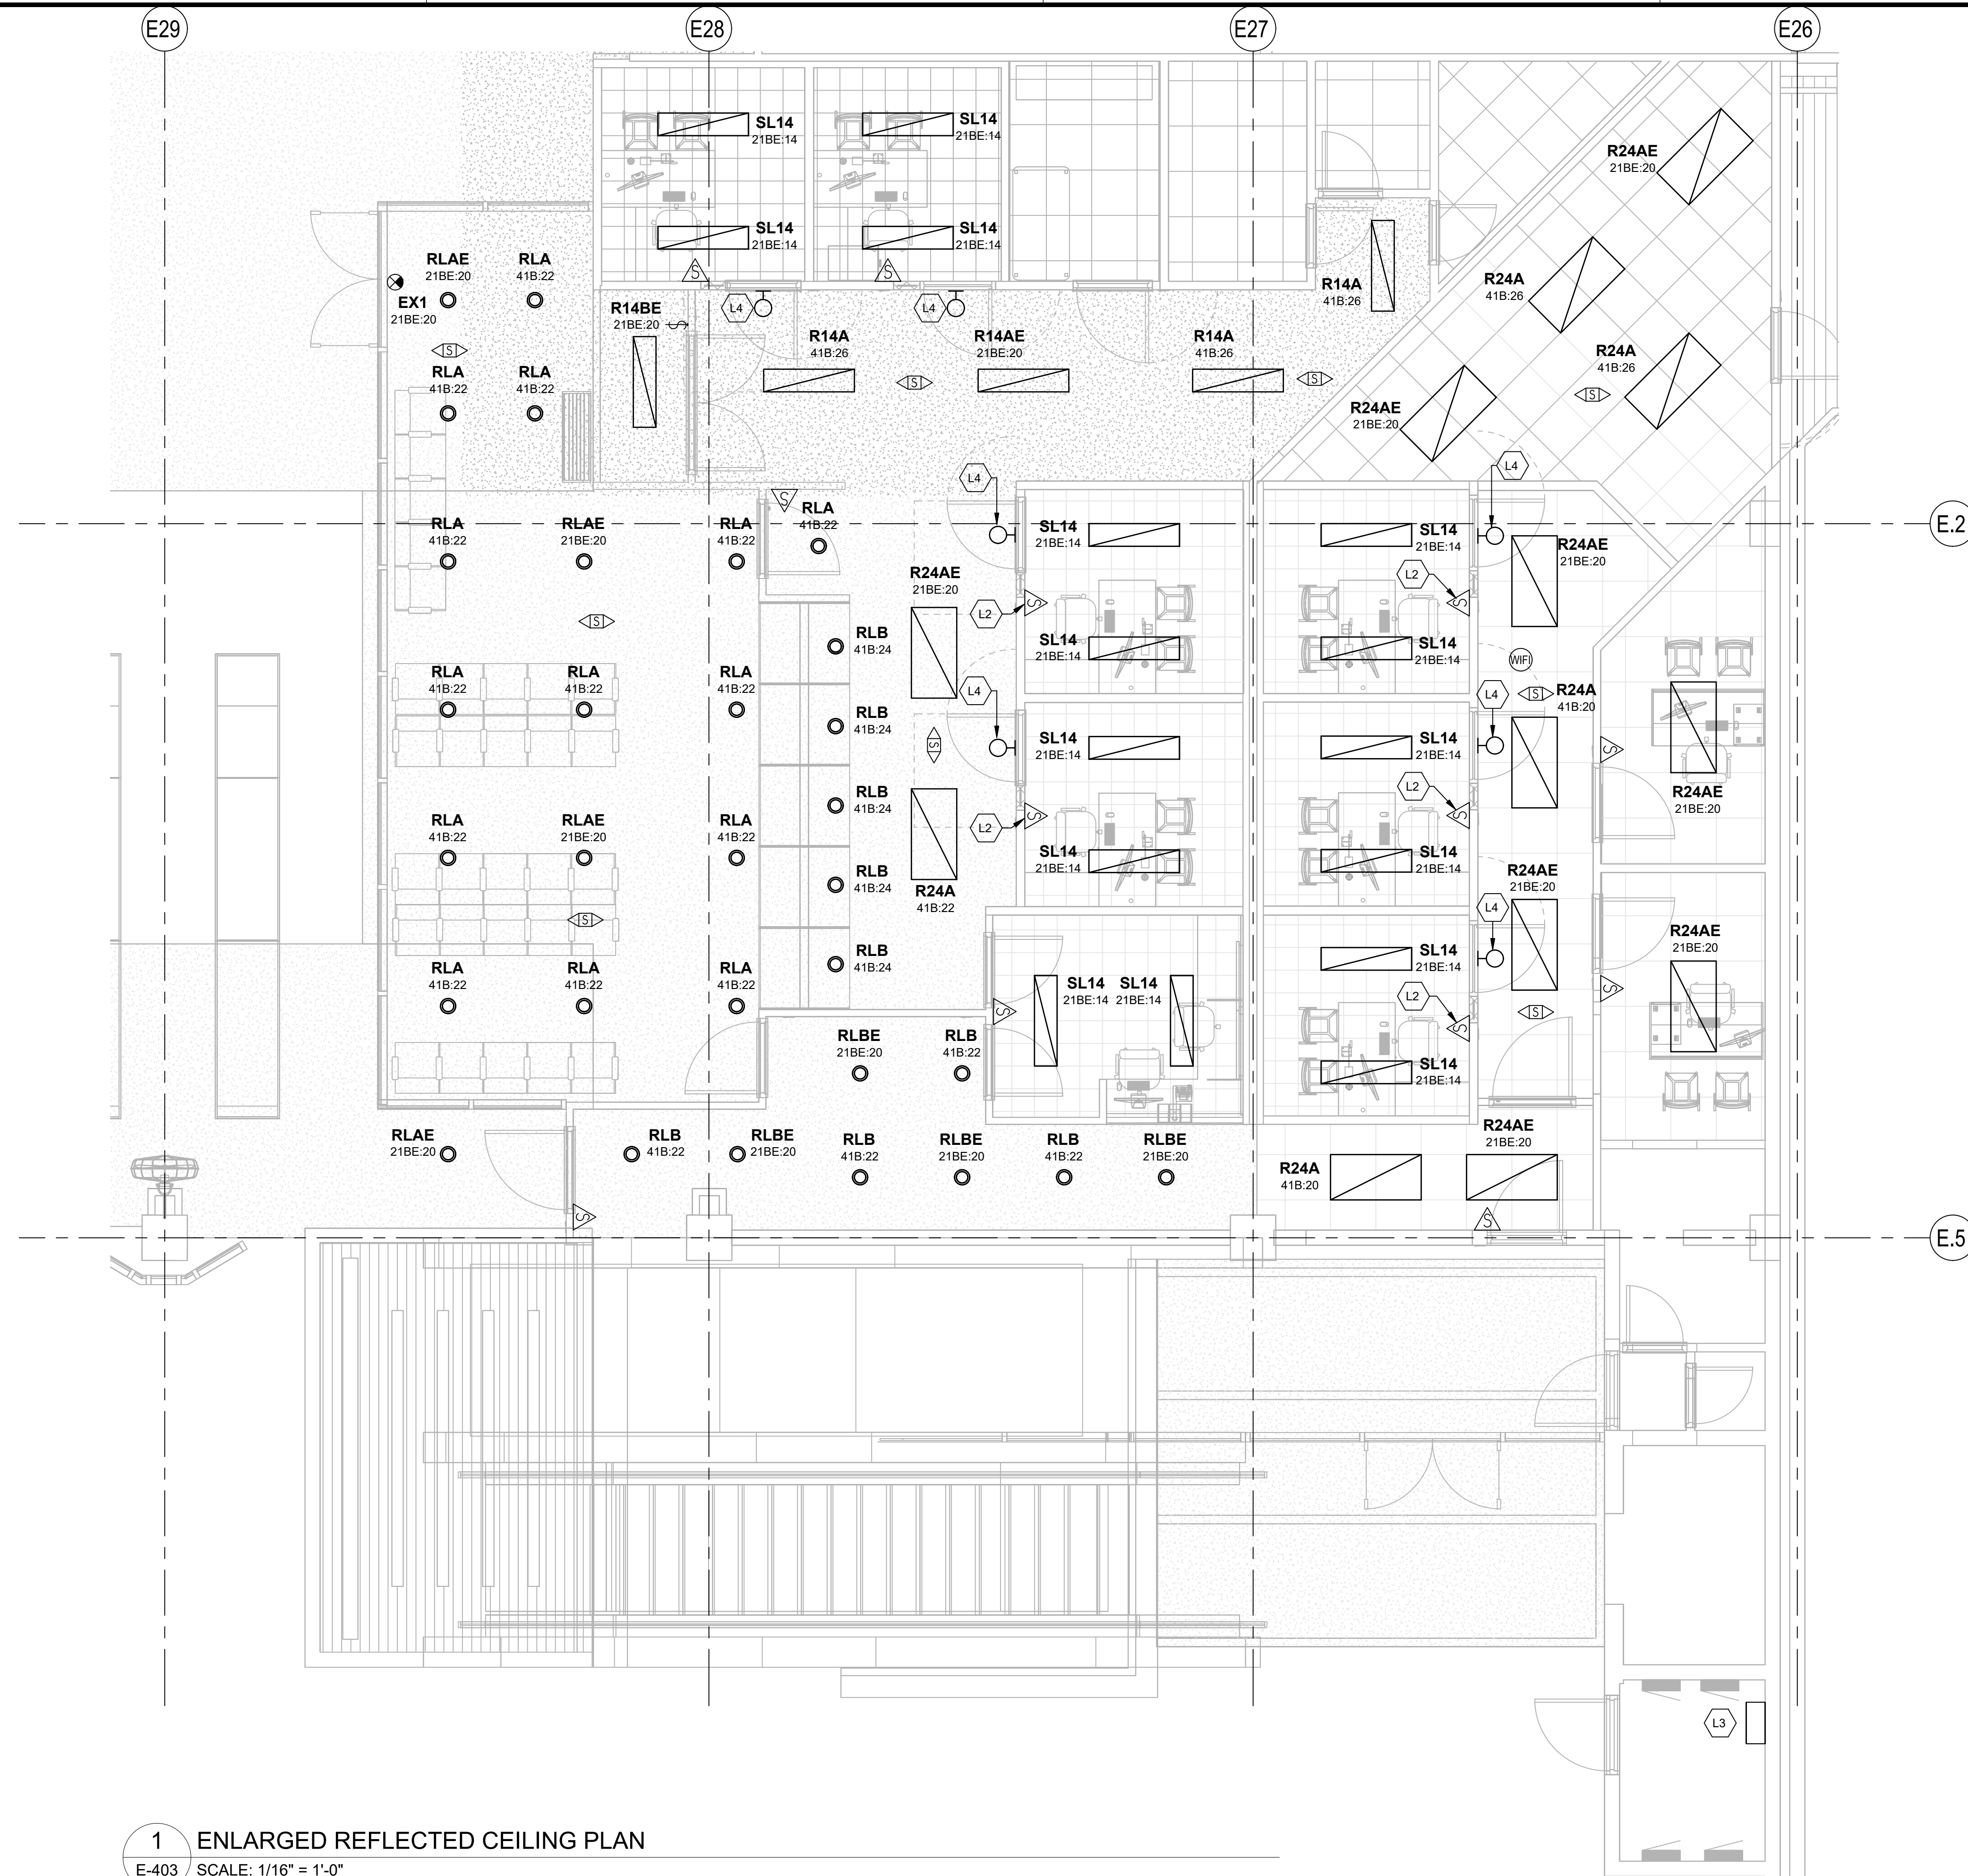 E29
E28
E27
E26
SL14
21BE:14
SL14
21BE:14
R24AE
21BE:20
SL14
21BE:14
SL14
21BE:14
RLAE
21BE:20
RLA
41B:22
EX1
21BE:20
S
S
R14A
41B:26
R24A
41B:26
R14BE
21BE:20
L4
L4
R14A
41B:26
R14AE
21BE:20
R14A
41B:26
R24A
41B:26
S
S
S
S
RLA
41B:22
RLA
41B:22
R24AE
21BE:20
L4
L4
S
RLA
41B:22
RLA
41B:22
RLAE
21BE:20
RLA
41B:22
SL14
21BE:14
SL14
21BE:14
E.2
R24AE
21BE:20
R24AE
21BE:20
L2
S
L2
S
S
RLB
41B:24
SL14
21BE:14
SL14
21BE:14
WIFI
RLA
41B:22
RLA
41B:22
RLA
41B:22
L4
L4
S
R24A
41B:20
RLB
41B:24
S
SL14
21BE:14
SL14
21BE:14
S
RLB
41B:24
L2
S
L2
S
R24AE
21BE:20
RLA
41B:22
RLAE
21BE:20
RLA
41B:22
SL14
21BE:14
SL14
21BE:14
RLB
41B:24
R24A
41B:22
R24AE
21BE:20
L4
S
RLB
41B:24
SL14
21BE:14
R24AE
21BE:20
RLA
41B:22
RLA
41B:22
RLA
41B:22
SL14
21BE:14
SL14
21BE:14
L2
S
S
S
S
RLBE
21BE:20
RLB
41B:22
SL14
21BE:14
RLAE
21BE:20
RLB
41B:22
RLBE
21BE:20
RLB
41B:22
RLBE
21BE:20
RLB
41B:22
RLBE
21BE:20
R24A
41B:20
R24AE
21BE:20
S
S
E.5
L3
1
ENLARGED REFLECTED CEILING PLAN
E-403
SCALE: 1/16" = 1'-0"